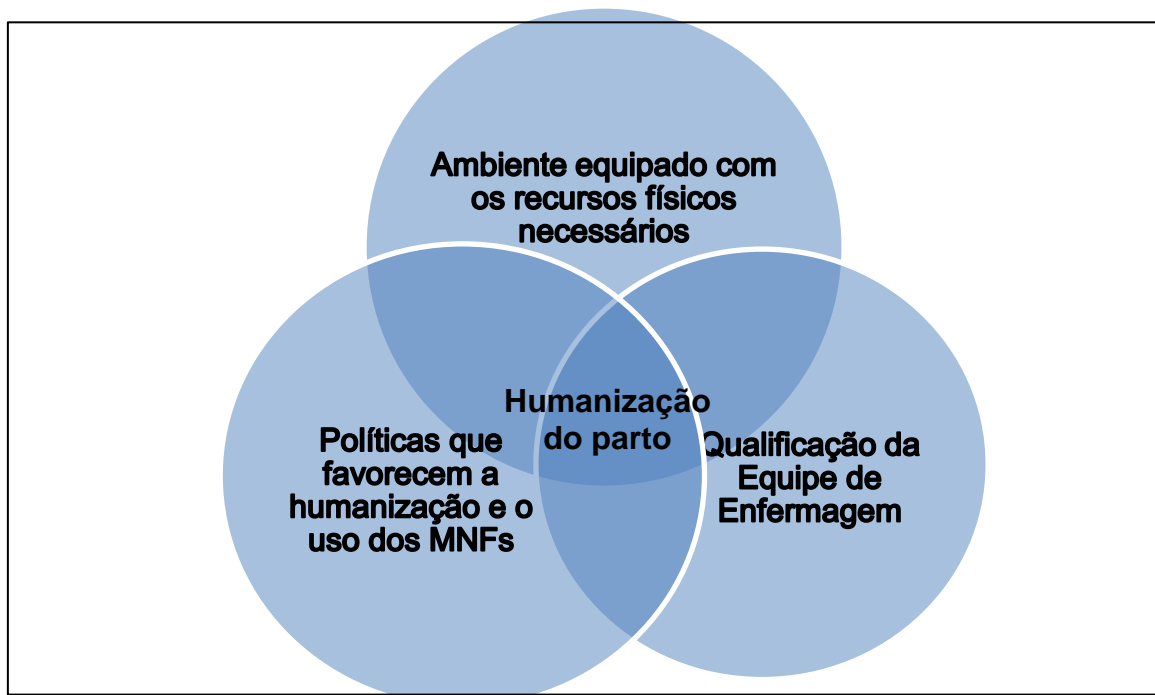 Ambiente equipado com
os recursos físicos
necessários
Humanização
do parto
Políticas que
favorecem a
humanização e o
uso dos MNFs
Qualificação da
Equipe de
Enfermagem